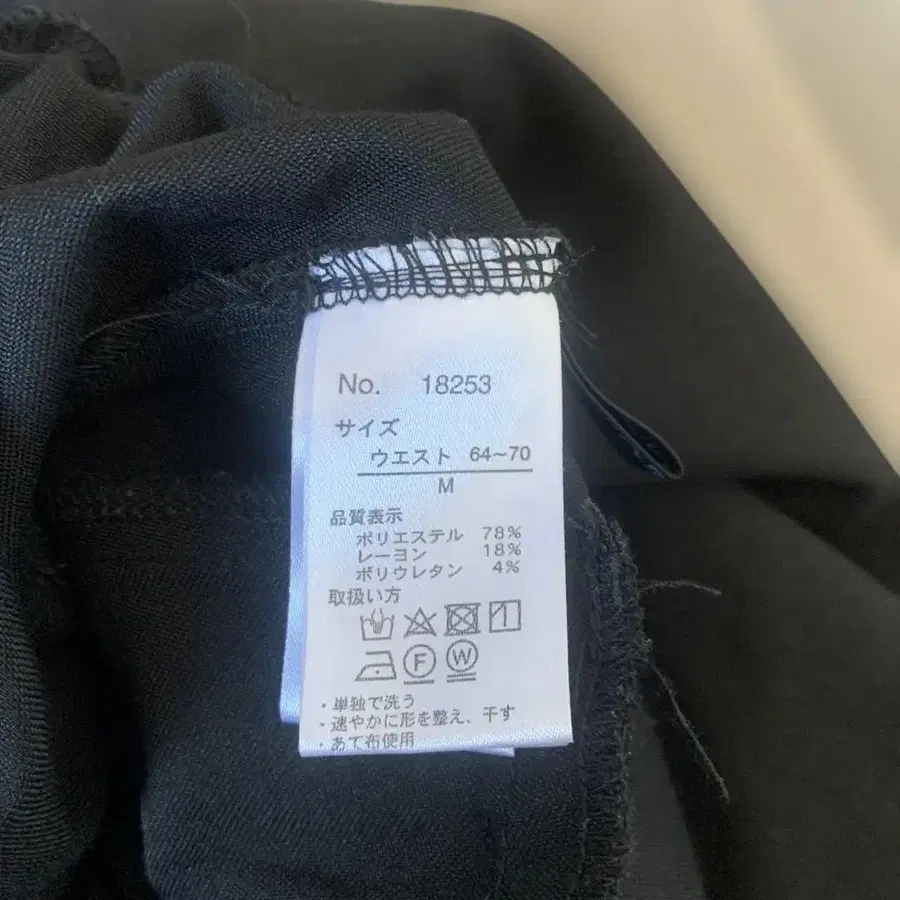 No. 18253
サイズ
ウエスト 64~70
M
品質表示
ポリエステル 78%
レーヨン 18%
ポリウレタン 4%
取扱い方
F W
・単独で洗う
・速やかに形を整え、干す
・あて布使用